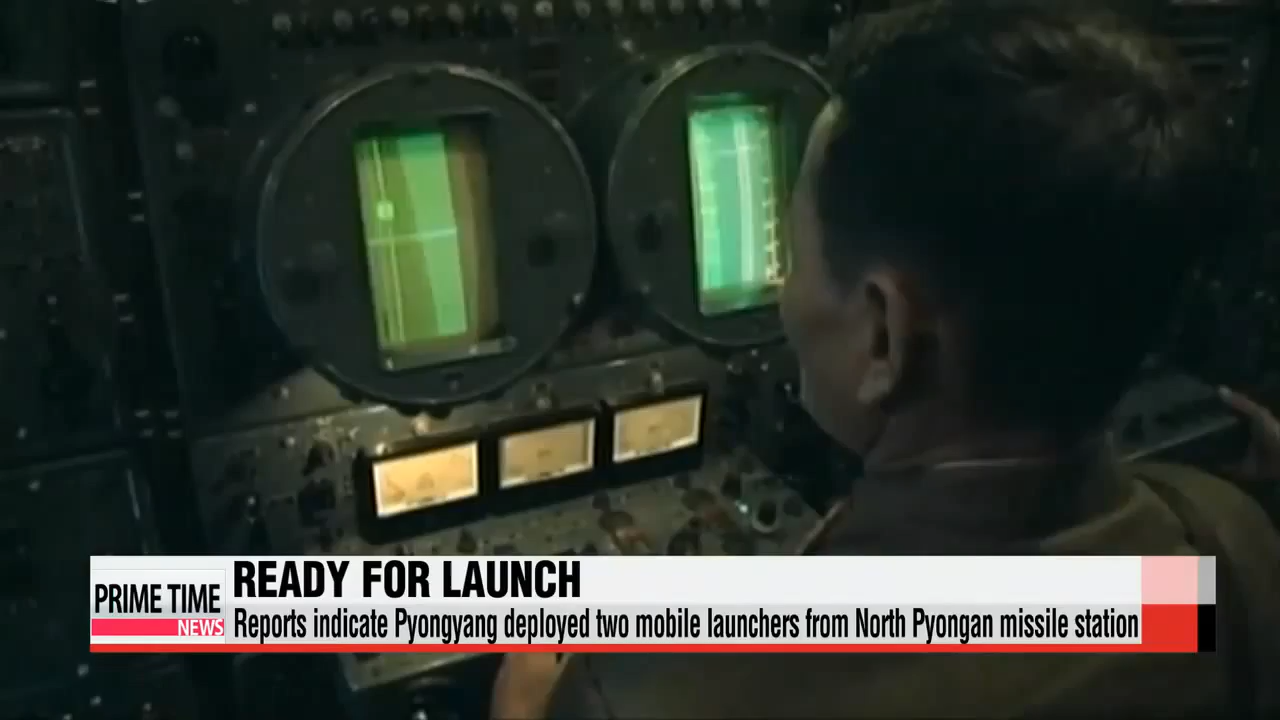 READY FOR LAUNCH
PRIME TIME
NEWS
Reports indicate Pyongyang deployed two mobile launchers from North Pyongan missile station